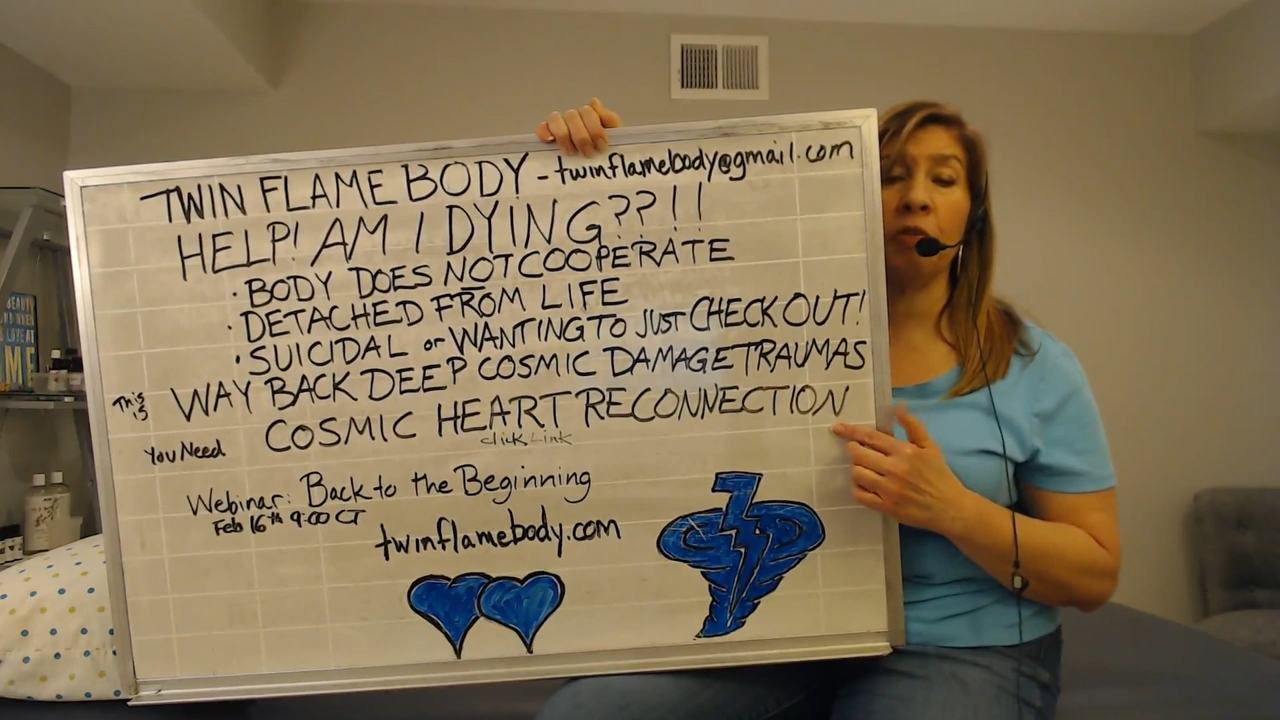 TWIN FLAME BODY - twinflamebody@gmail.com
HELP! AM I DYING??!!
· BODY DOES NOT COOPERATE
· DETACHED FROM LIFE
· SUICIDAL or WANTING TO JUST CHECK OUT!
This is WAY BACK DEEP COSMIC DAMAGE TRAUMAS
You Need COSMIC HEART RECONNECTION
click Link
Webinar: Back to the Beginning
Feb 16th 9:00 CT
twinflamebody.com
ME